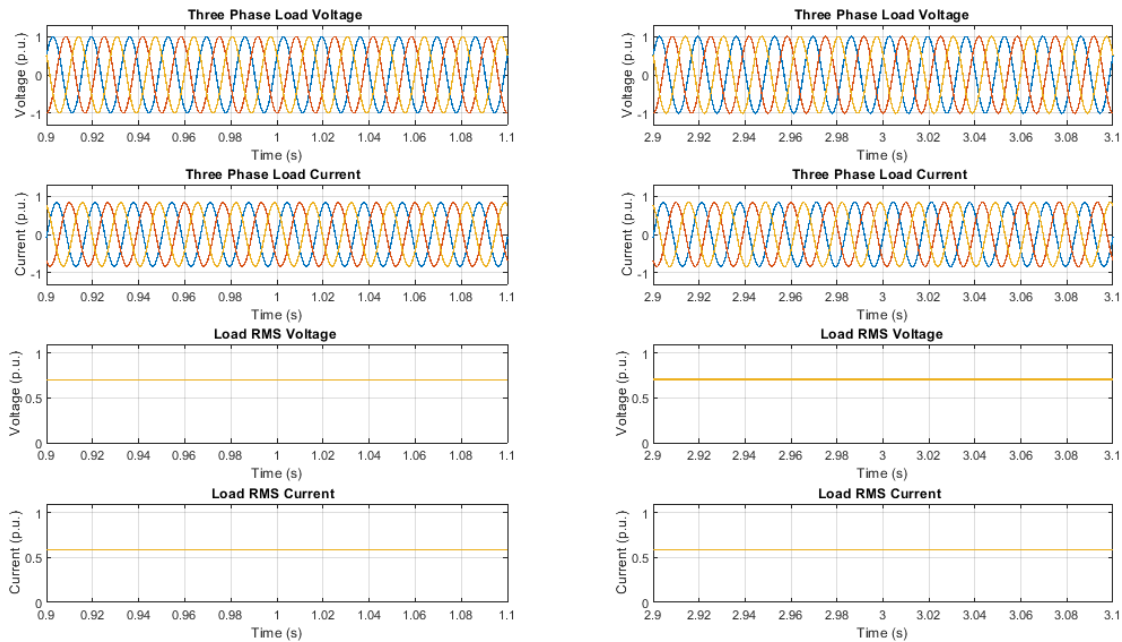 Three Phase Load Voltage
Voltage (p.u.)
1
0
-1
0.9 0.92 0.94 0.96 0.98 1 1.02 1.04 1.06 1.08 1.1
Time (s)
Three Phase Load Current
Current (p.u.)
1
0
-1
0.9 0.92 0.94 0.96 0.98 1 1.02 1.04 1.06 1.08 1.1
Time (s)
Load RMS Voltage
Voltage (p.u.)
1
0.5
0
0.9 0.92 0.94 0.96 0.98 1 1.02 1.04 1.06 1.08 1.1
Time (s)
Load RMS Current
Current (p.u.)
1
0.5
0
0.9 0.92 0.94 0.96 0.98 1 1.02 1.04 1.06 1.08 1.1
Time (s)
Three Phase Load Voltage
Voltage (p.u.)
1
0
-1
2.9 2.92 2.94 2.96 2.98 3 3.02 3.04 3.06 3.08 3.1
Time (s)
Three Phase Load Current
Current (p.u.)
1
0
-1
2.9 2.92 2.94 2.96 2.98 3 3.02 3.04 3.06 3.08 3.1
Time (s)
Load RMS Voltage
Voltage (p.u.)
1
0.5
0
2.9 2.92 2.94 2.96 2.98 3 3.02 3.04 3.06 3.08 3.1
Time (s)
Load RMS Current
Current (p.u.)
1
0.5
0
2.9 2.92 2.94 2.96 2.98 3 3.02 3.04 3.06 3.08 3.1
Time (s)